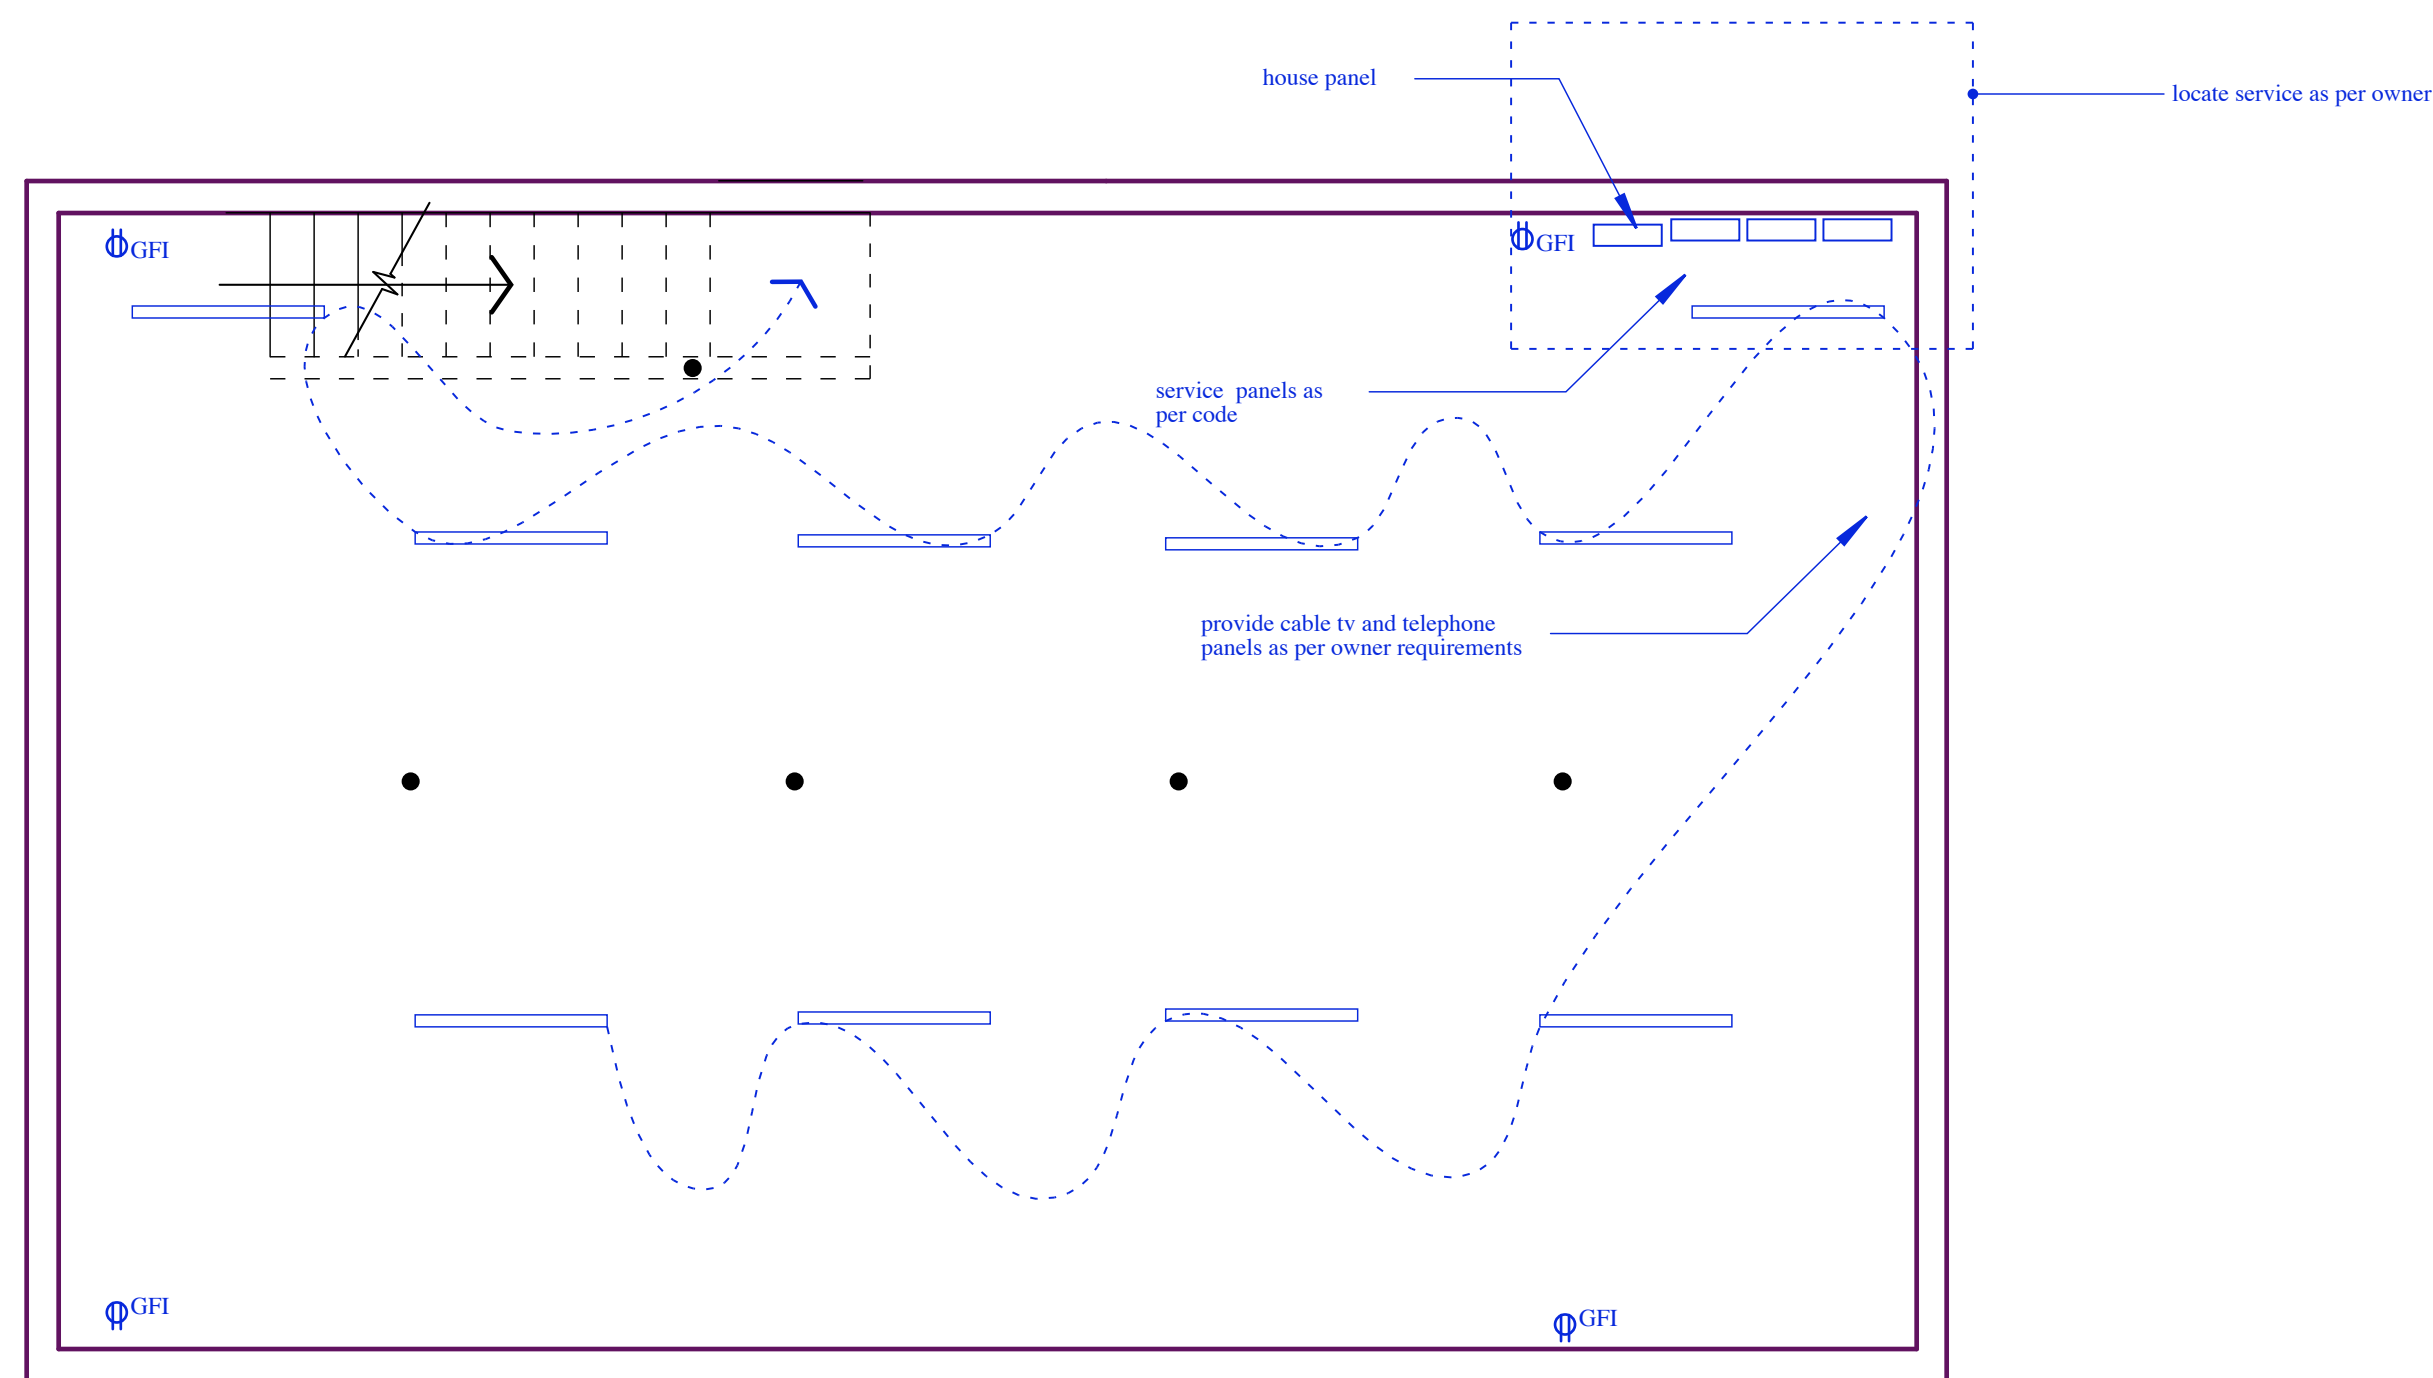 house panel
locate service as per owner
GFI
GFI
service panels as
per code
provide cable tv and telephone
panels as per owner requirements
GFI
GFI